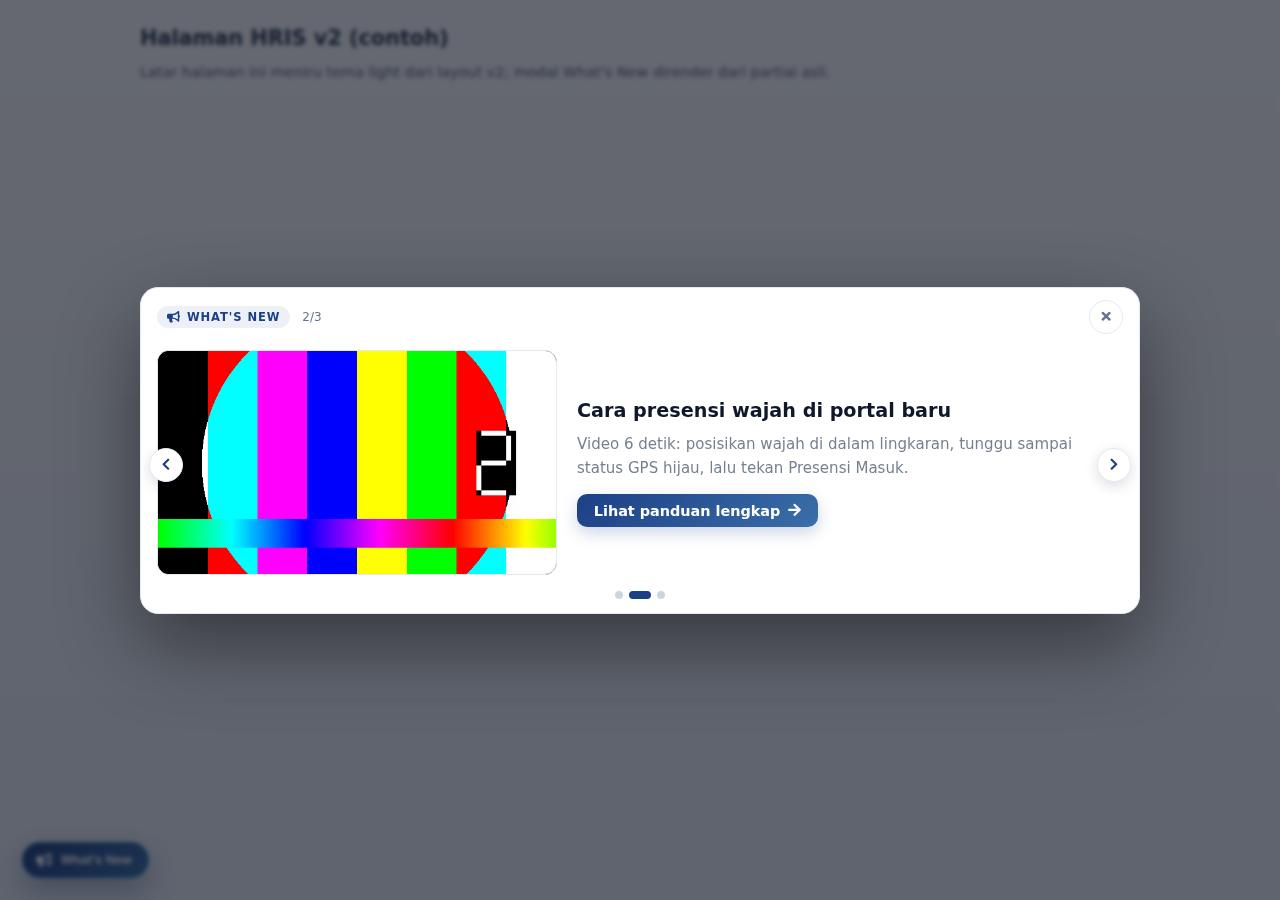 Halaman HRIS v2 (contoh)
Latar halaman ini meniru tema light dari layout v2; modal What's New dirender dari partial asli.
WHAT'S NEW 2/3
2
Cara presensi wajah di portal baru
Video 6 detik: posisikan wajah di dalam lingkaran, tunggu sampai
status GPS hijau, lalu tekan Presensi Masuk.
Lihat panduan lengkap
What's New